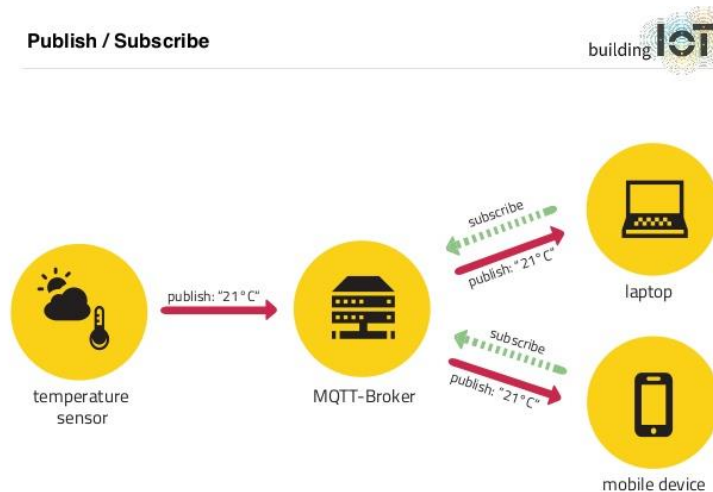 Publish / Subscribe
building IoT
subscribe
publish: "21°C"
laptop
publish: "21°C"
temperature
sensor
MQTT-Broker
subscribe
publish: "21°C"
mobile device